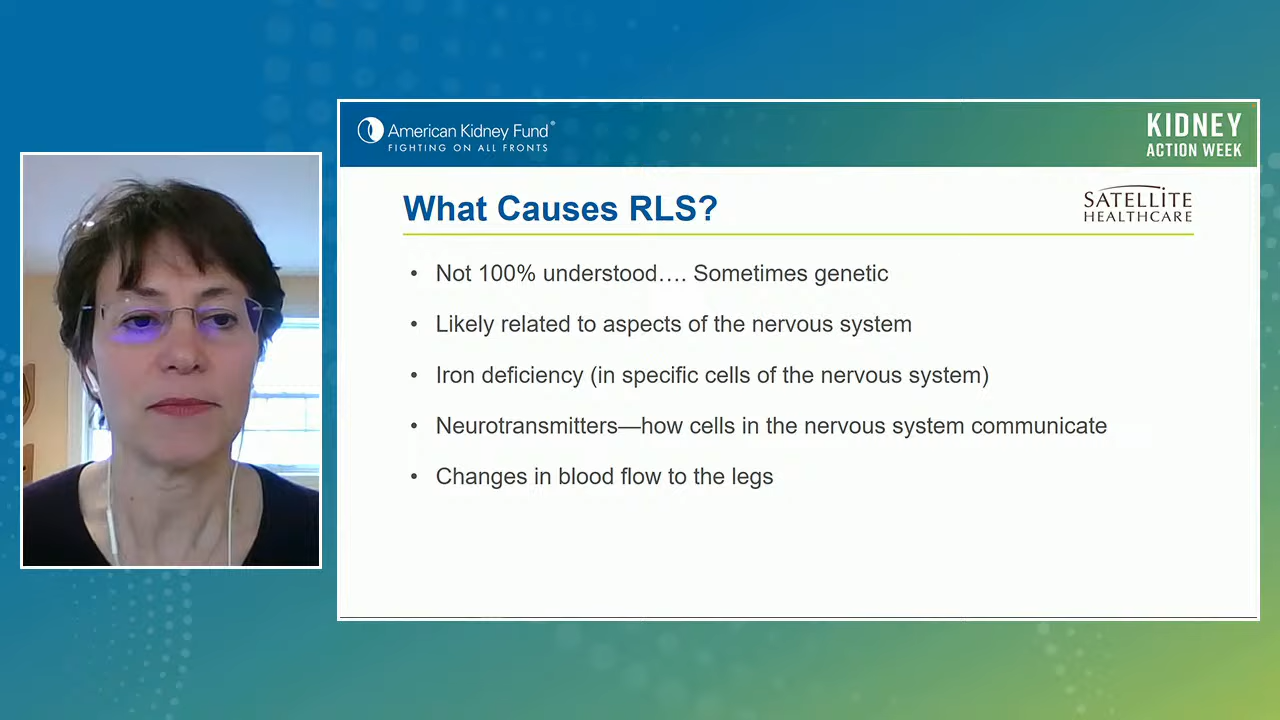 American Kidney Fund®
FIGHTING ON ALL FRONTS
KIDNEY
ACTION WEEK
What Causes RLS?
SATELLITE
HEALTHCARE
• Not 100% understood…. Sometimes genetic
• Likely related to aspects of the nervous system
• Iron deficiency (in specific cells of the nervous system)
• Neurotransmitters—how cells in the nervous system communicate
• Changes in blood flow to the legs